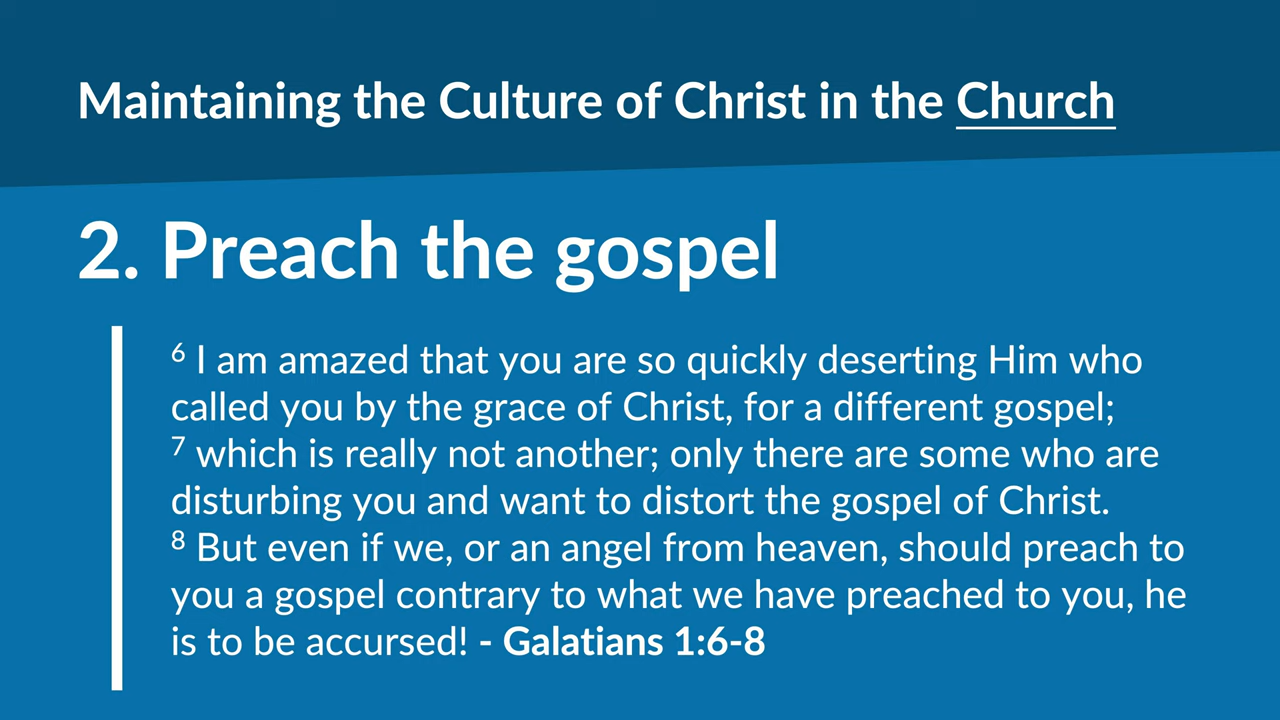 Maintaining the Culture of Christ in the Church
2. Preach the gospel
⁶ I am amazed that you are so quickly deserting Him who
called you by the grace of Christ, for a different gospel;
⁷ which is really not another; only there are some who are
disturbing you and want to distort the gospel of Christ.
⁸ But even if we, or an angel from heaven, should preach to
you a gospel contrary to what we have preached to you, he
is to be accursed! - Galatians 1:6-8